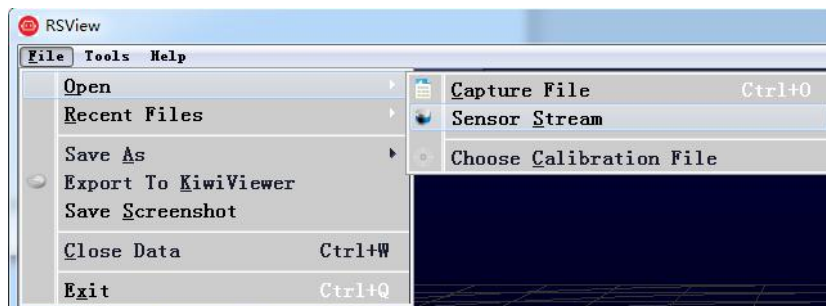 RSView
File Tools Help
Open
Recent Files
Save As
Export To KiwiViewer
Save Screenshot
Close Data Ctrl+W
Exit Ctrl+Q
Capture File Ctrl+O
Sensor Stream
Choose Calibration File